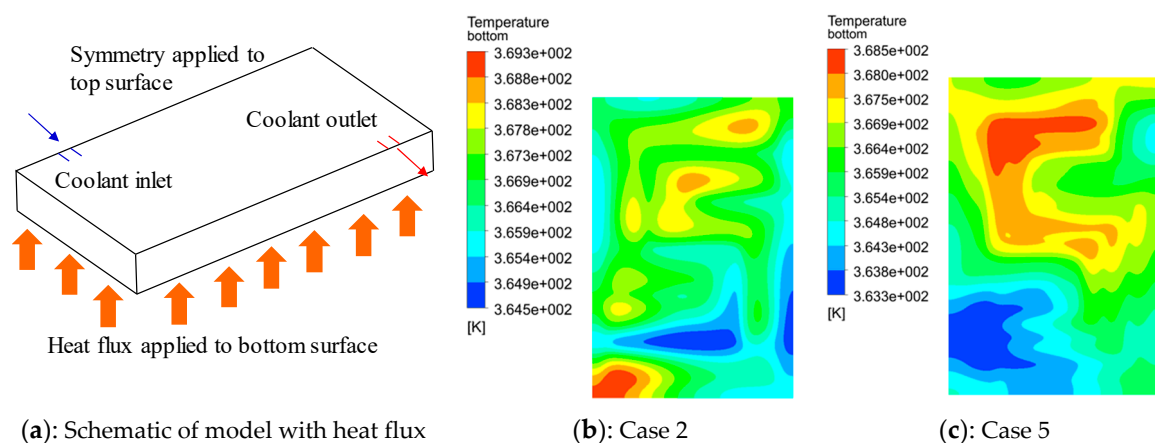 Symmetry applied to
top surface
Coolant outlet
Coolant inlet
Heat flux applied to bottom surface
(a): Schematic of model with heat flux
Temperature
bottom
3.693e+002
3.688e+002
3.683e+002
3.678e+002
3.673e+002
3.669e+002
3.664e+002
3.659e+002
3.654e+002
3.649e+002
3.645e+002
[K]
(b): Case 2
Temperature
bottom
3.685e+002
3.680e+002
3.675e+002
3.669e+002
3.664e+002
3.659e+002
3.654e+002
3.648e+002
3.643e+002
3.638e+002
3.633e+002
[K]
(c): Case 5